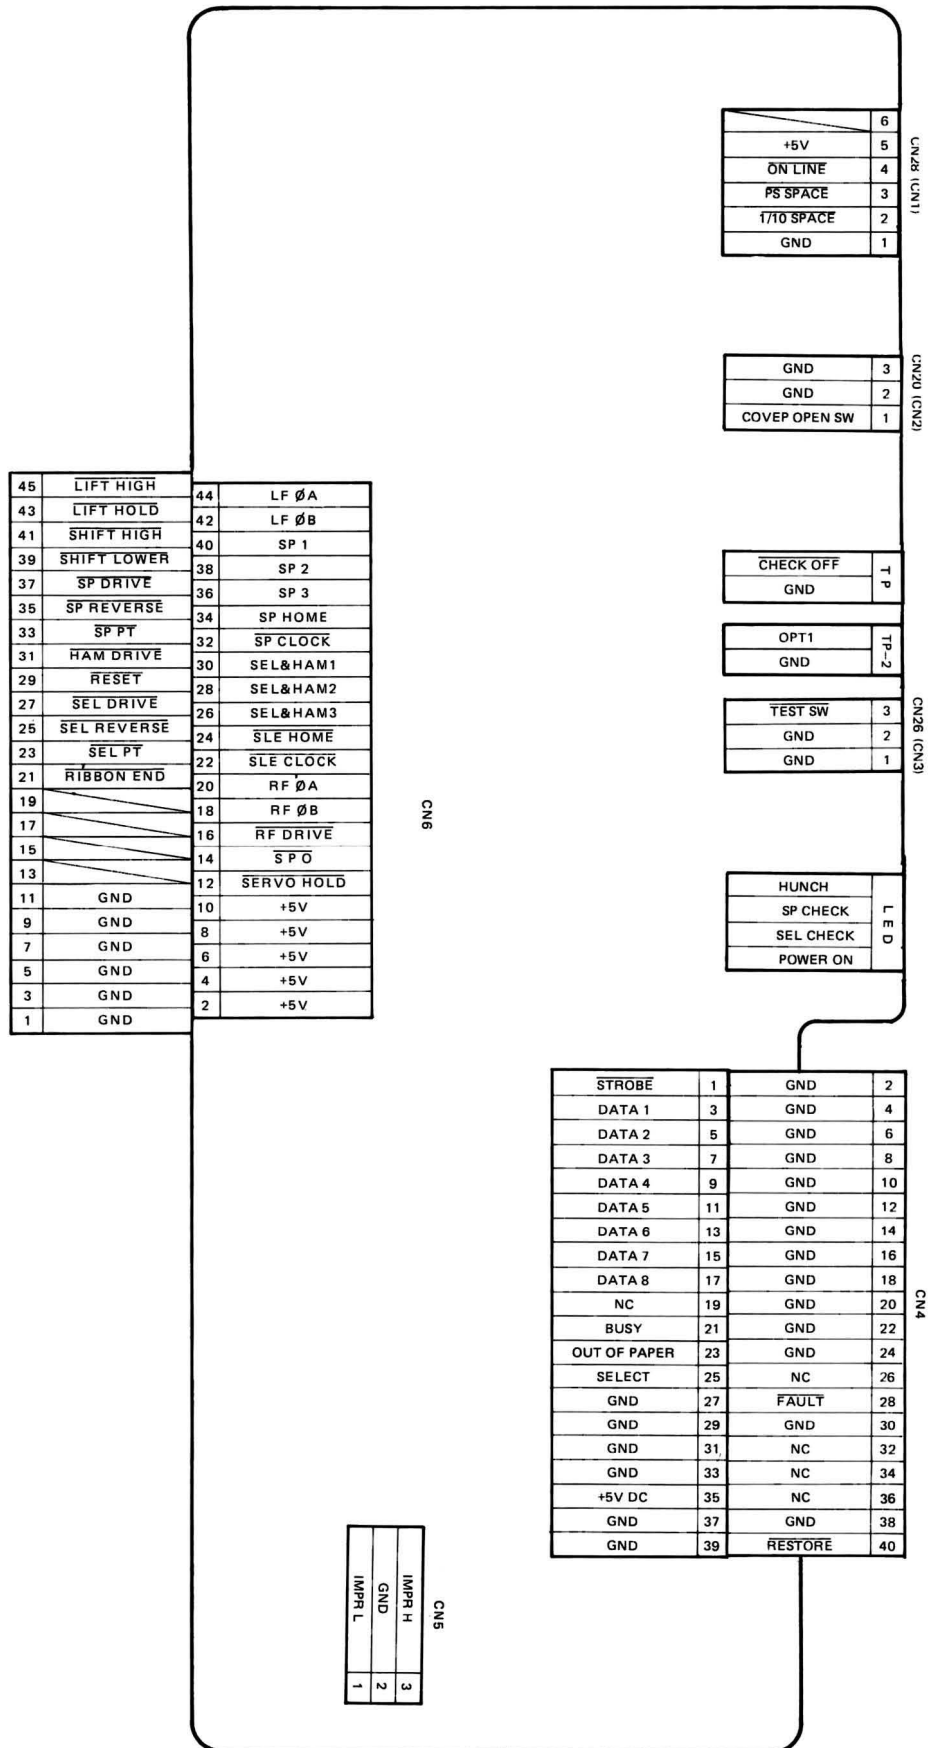 CN28 (CN1)
6
+5V 5
ON LINE 4
PS SPACE 3
1/10 SPACE 2
GND 1
CN20 (CN2)
GND 3
GND 2
COVEP OPEN SW 1
TP
CHECK OFF
GND
TP-2
OPT1
GND
CN26 (CN3)
TEST SW 3
GND 2
GND 1
LED
HUNCH
SP CHECK
SEL CHECK
POWER ON
CN6
45 LIFT HIGH
44 LF ØA
43 LIFT HOLD
42 LF ØB
41 SHIFT HIGH
40 SP 1
39 SHIFT LOWER
38 SP 2
37 SP DRIVE
36 SP 3
35 SP REVERSE
34 SP HOME
33 SP PT
32 SP CLOCK
31 HAM DRIVE
30 SEL&HAM1
29 RESET
28 SEL&HAM2
27 SEL DRIVE
26 SEL&HAM3
25 SEL REVERSE
24 SLE HOME
23 SEL PT
22 SLE CLOCK
21 RIBBON END
20 RF ØA
19
18 RF ØB
17
16 RF DRIVE
15
14 SPO
13
12 SERVO HOLD
11 GND
10 +5V
9 GND
8 +5V
7 GND
6 +5V
5 GND
4 +5V
3 GND
2 +5V
1 GND
CN4
STROBE 1 GND 2
DATA 1 3 GND 4
DATA 2 5 GND 6
DATA 3 7 GND 8
DATA 4 9 GND 10
DATA 5 11 GND 12
DATA 6 13 GND 14
DATA 7 15 GND 16
DATA 8 17 GND 18
NC 19 GND 20
BUSY 21 GND 22
OUT OF PAPER 23 GND 24
SELECT 25 NC 26
GND 27 FAULT 28
GND 29 GND 30
GND 31 NC 32
GND 33 NC 34
+5V DC 35 NC 36
GND 37 GND 38
GND 39 RESTORE 40
CN5
IMPR H 3
GND 2
IMPR L 1